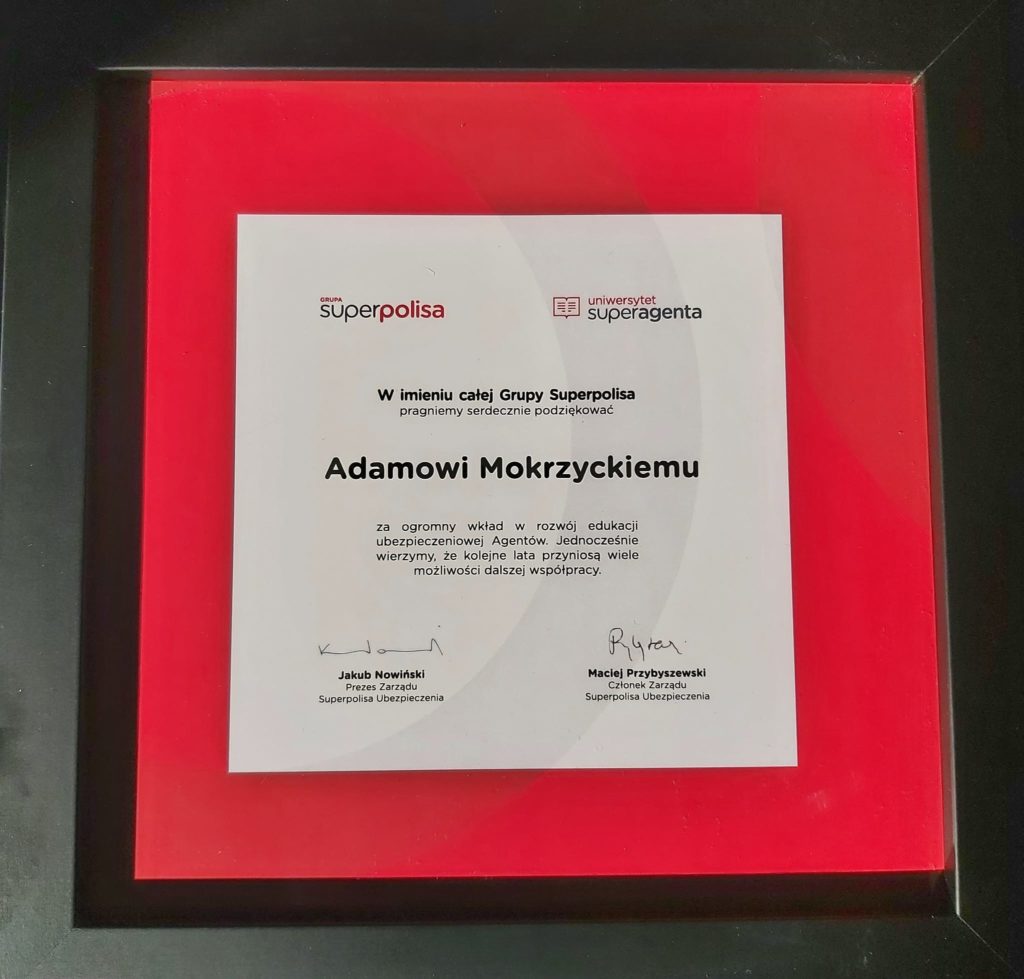 GRUPA
superpolisa
uniwersytet
superagenta
W imieniu całej Grupy Superpolisa
pragniemy serdecznie podziękować
Adamowi Mokrzyckiemu
za ogromny wkład w rozwój edukacji
ubezpieczeniowej Agentów. Jednocześnie
wierzymy, że kolejne lata przyniosą wiele
możliwości dalszej współpracy.
Jakub Nowiński
Prezes Zarządu
Superpolisa Ubezpieczenia
Maciej Przybyszewski
Członek Zarządu
Superpolisa Ubezpieczenia